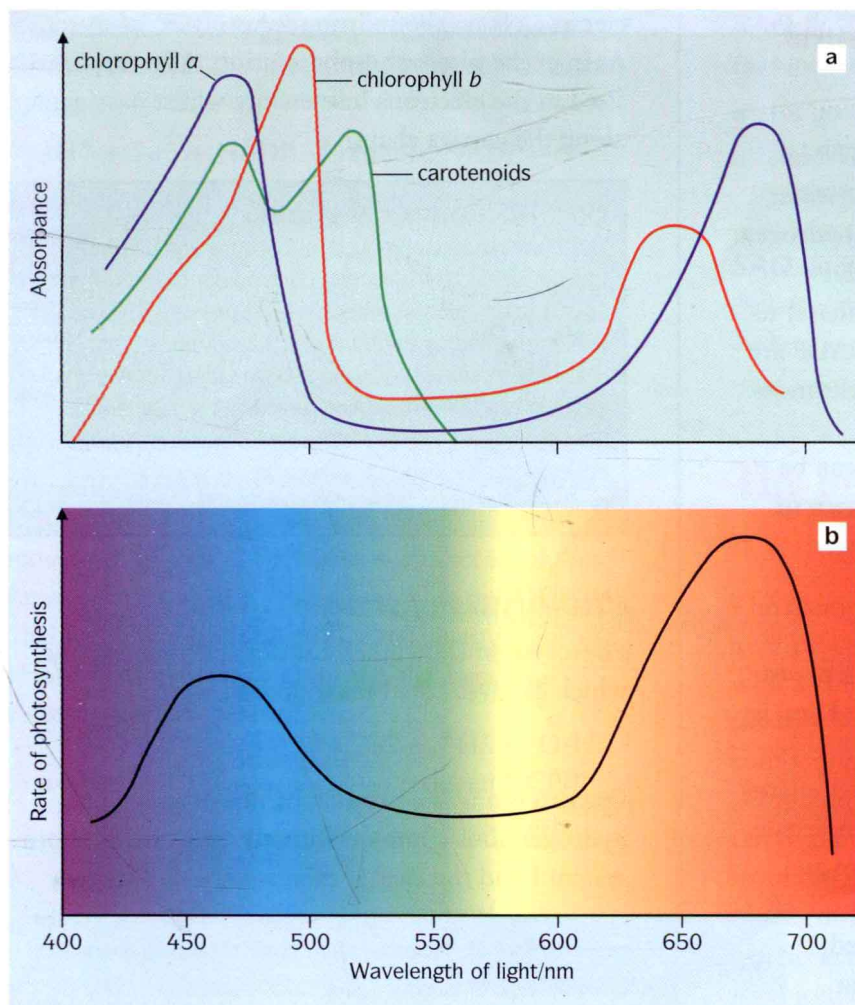 a
chlorophyll a
chlorophyll b
carotenoids
Absorbance
b
Rate of photosynthesis
400 450 500 550 600 650 700
Wavelength of light/nm